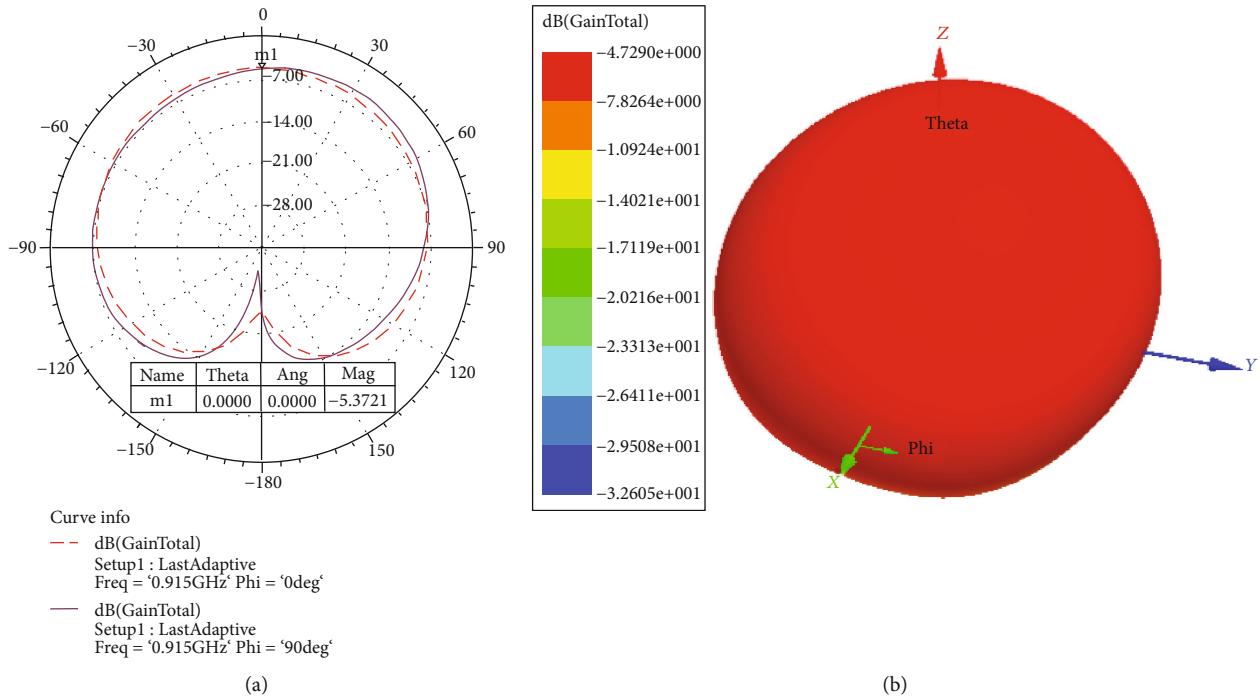 0
−30
30
m1
−7.00
−60
60
−14.00
−21.00
−28.00
−90
90
−120
120
Name Theta Ang Mag
m1 0.0000 0.0000 −5.3721
−150
150
−180
Curve info
dB(GainTotal)
Setup1 : LastAdaptive
Freq = ‘0.915GHz‘ Phi = ‘0deg‘
dB(GainTotal)
Setup1 : LastAdaptive
Freq = ‘0.915GHz‘ Phi = ‘90deg‘
(a)
dB(GainTotal)
−4.7290e+000
−7.8264e+000
−1.0924e+001
−1.4021e+001
−1.7119e+001
−2.0216e+001
−2.3313e+001
−2.6411e+001
−2.9508e+001
−3.2605e+001
Z
Theta
Y
Phi
X
(b)